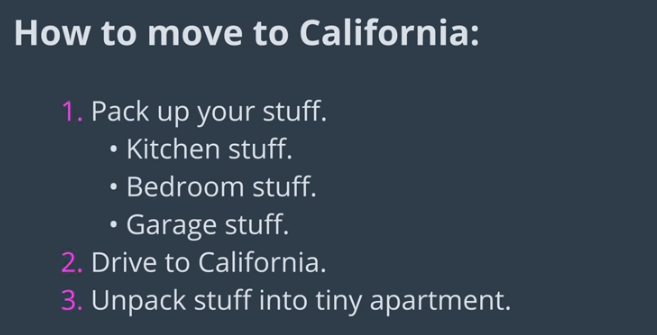 How to move to California:
1. Pack up your stuff.
• Kitchen stuff.
• Bedroom stuff.
• Garage stuff.
2. Drive to California.
3. Unpack stuff into tiny apartment.